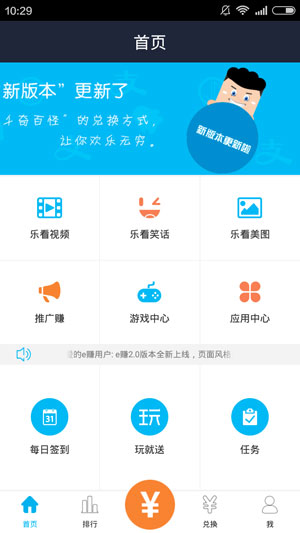 10:29
首页
新版本”更新了
斗奇百怪”的兑换方式，
让你欢乐无穷。
新版本更新啦
乐看视频
乐看笑话
乐看美图
推广赚
游戏中心
应用中心
的e赚用户: e赚2.0版本全新上线，页面风格
31
玩
每日签到
玩就送
任务
¥
首页
排行
兑换
我